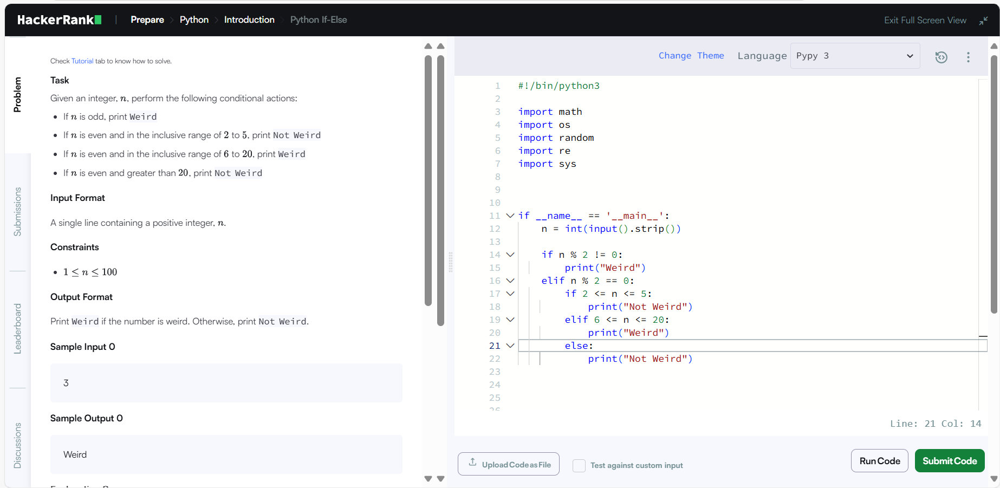 HackerRank | Prepare > Python > Introduction > Python If-Else Exit Full Screen View
Problem
Submissions
Leaderboard
Discussions
Check Tutorial tab to know how to solve.
Task
Given an integer, n, perform the following conditional actions:
• If n is odd, print Weird
• If n is even and in the inclusive range of 2 to 5, print Not Weird
• If n is even and in the inclusive range of 6 to 20, print Weird
• If n is even and greater than 20, print Not Weird
Input Format
A single line containing a positive integer, n.
Constraints
• 1 ≤ n ≤ 100
Output Format
Print Weird if the number is weird. Otherwise, print Not Weird.
Sample Input 0
3
Sample Output 0
Weird
Change Theme Language Pypy 3
1 #!/bin/python3
2
3 import math
4 import os
5 import random
6 import re
7 import sys
8
9
10
11 if __name__ == '__main__':
12 n = int(input().strip())
13
14 if n % 2 != 0:
15 print("Weird")
16 elif n % 2 == 0:
17 if 2 <= n <= 5:
18 print("Not Weird")
19 elif 6 <= n <= 20:
20 print("Weird")
21 else:
22 print("Not Weird")
23
24
25
26
Line: 21 Col: 14
Upload Code as File Test against custom input Run Code Submit Code